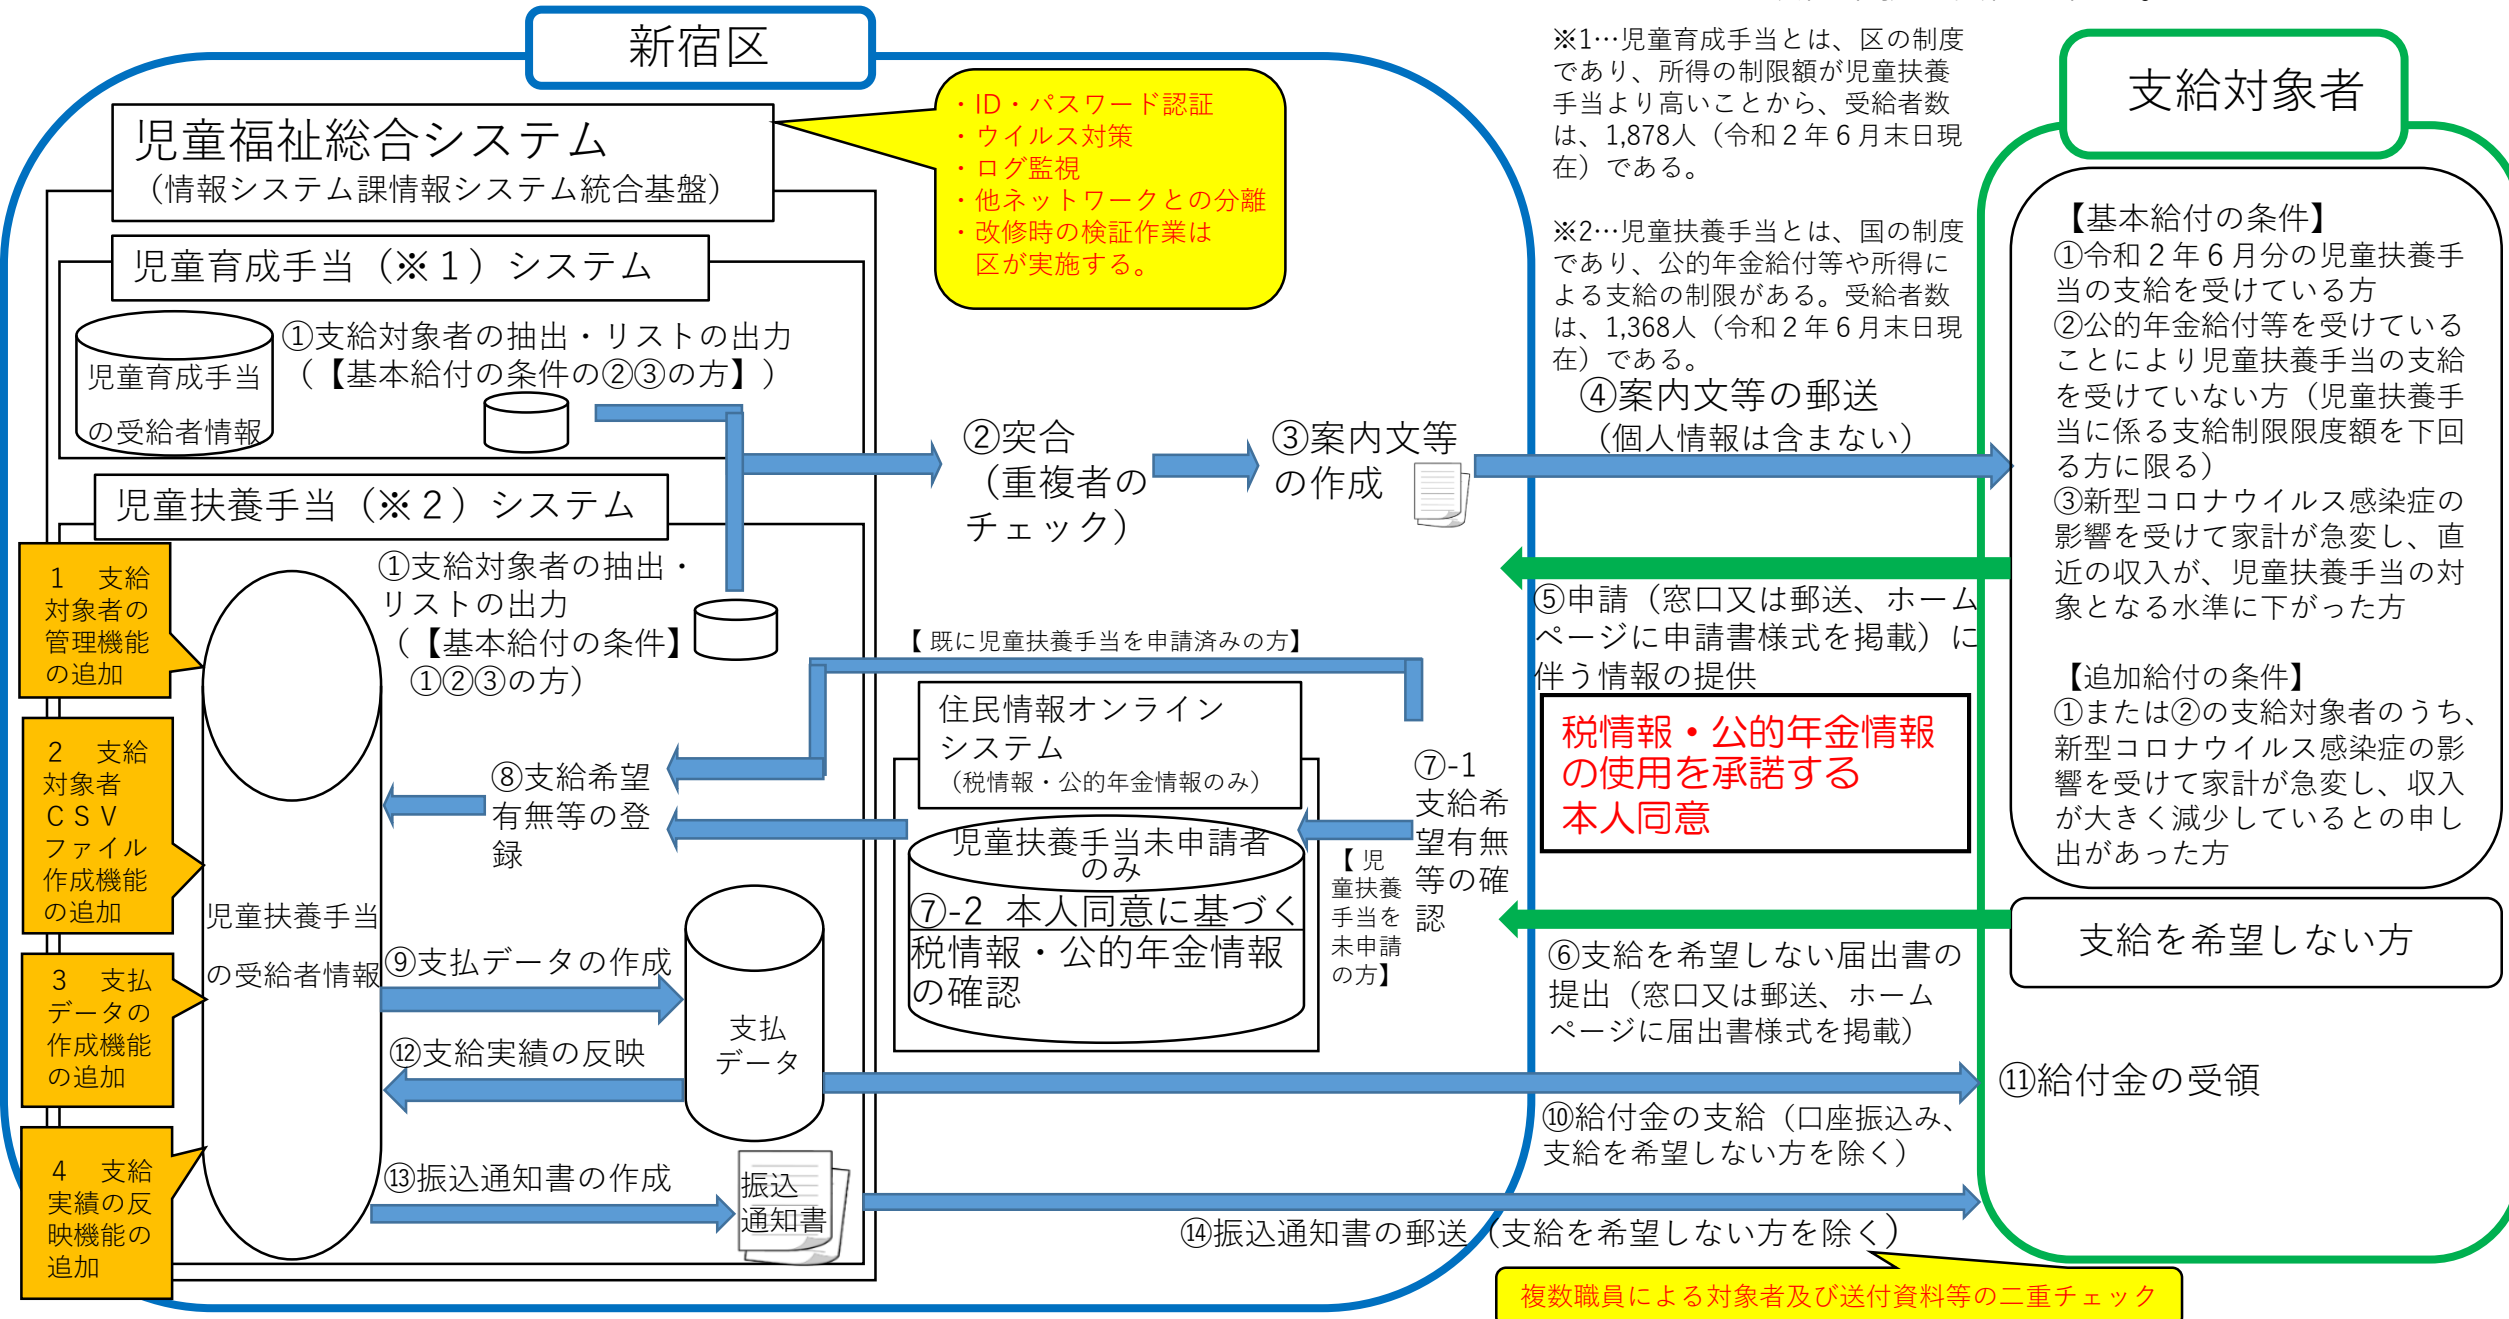 新宿区
児童福祉総合システム
（情報システム課情報システム統合基盤）
・ID・パスワード認証
・ウイルス対策
・ログ監視
・他ネットワークとの分離
・改修時の検証作業は
区が実施する。
児童育成手当（※１）システム
児童育成手当
の受給者情報
①支給対象者の抽出・リストの出力
（【基本給付の条件の②③の方】）
②突合
（重複者の
チェック）
③案内文等
の作成
児童扶養手当（※２）システム
①支給対象者の抽出・
リストの出力
（【基本給付の条件】
①②③の方）
1　支給
対象者の
管理機能
の追加
2　支給
対象者
ＣＳＶ
ファイル
作成機能
の追加
3　支払
データの
作成機能
の追加
4　支給
実績の反
映機能の
追加
児童扶養手当
の受給者情報
【 既に児童扶養手当を申請済みの方】
住民情報オンライン
システム
（税情報・公的年金情報のみ）
児童扶養手当未申請者
のみ
⑦-2 本人同意に基づく
税情報・公的年金情報
の確認
⑦-1
支給希
望有無
等の確
認
【 児
童扶養
手当を
未申請
の方】
⑧支給希望
有無等の登
録
⑨支払データの作成
支払
データ
⑫支給実績の反映
⑬振込通知書の作成
振込
通知書
※1…児童育成手当とは、区の制度
であり、所得の制限額が児童扶養
手当より高いことから、受給者数
は、1,878人（令和２年６月末日現
在）である。
※2…児童扶養手当とは、国の制度
であり、公的年金給付等や所得に
よる支給の制限がある。受給者数
は、1,368人（令和２年６月末日現
在）である。
④案内文等の郵送
（個人情報は含まない）
⑤申請（窓口又は郵送、ホーム
ページに申請書様式を掲載）に
伴う情報の提供
税情報・公的年金情報
の使用を承諾する
本人同意
⑥支給を希望しない届出書の
提出（窓口又は郵送、ホーム
ページに届出書様式を掲載）
⑩給付金の支給（口座振込み、
支給を希望しない方を除く）
⑭振込通知書の郵送（支給を希望しない方を除く）
複数職員による対象者及び送付資料等の二重チェック
支給対象者
【基本給付の条件】
①令和２年６月分の児童扶養手
当の支給を受けている方
②公的年金給付等を受けている
ことにより児童扶養手当の支給
を受けていない方（児童扶養手
当に係る支給制限限度額を下回
る方に限る）
③新型コロナウイルス感染症の
影響を受けて家計が急変し、直
近の収入が、児童扶養手当の対
象となる水準に下がった方
【追加給付の条件】
①または②の支給対象者のうち、
新型コロナウイルス感染症の影
響を受けて家計が急変し、収入
が大きく減少しているとの申し
出があった方
支給を希望しない方
⑪給付金の受領